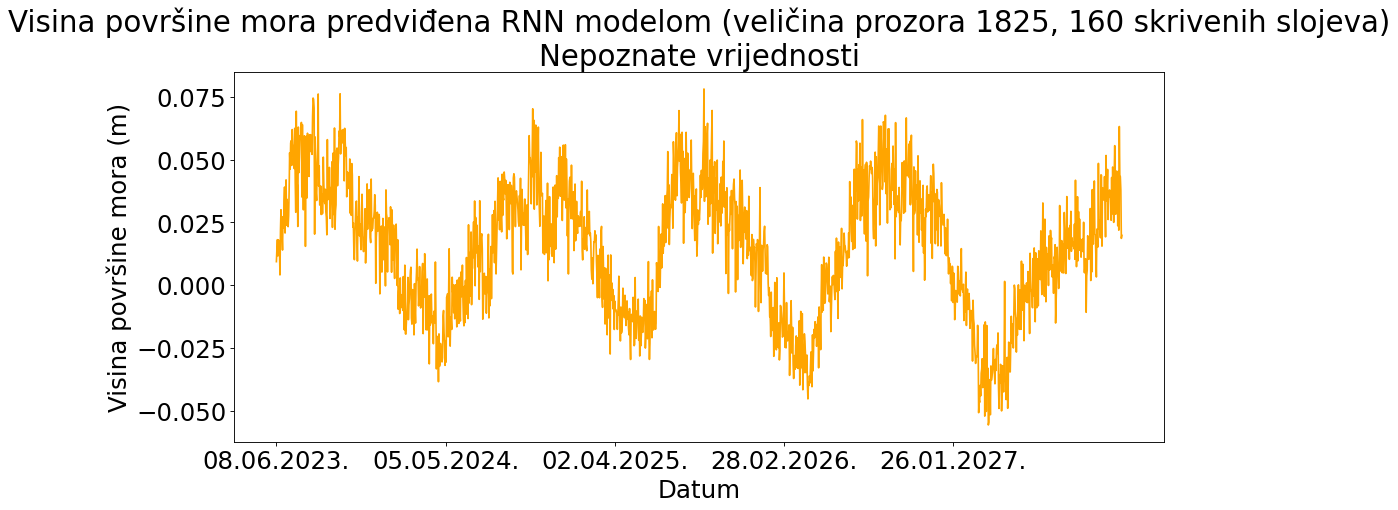 Visina površine mora predviđena RNN modelom (veličina prozora 1825, 160 skrivenih slojeva)
Nepoznate vrijednosti
Visina površine mora (m)
0.075
0.050
0.025
0.000
−0.025
−0.050
08.06.2023. 05.05.2024. 02.04.2025. 28.02.2026. 26.01.2027.
Datum